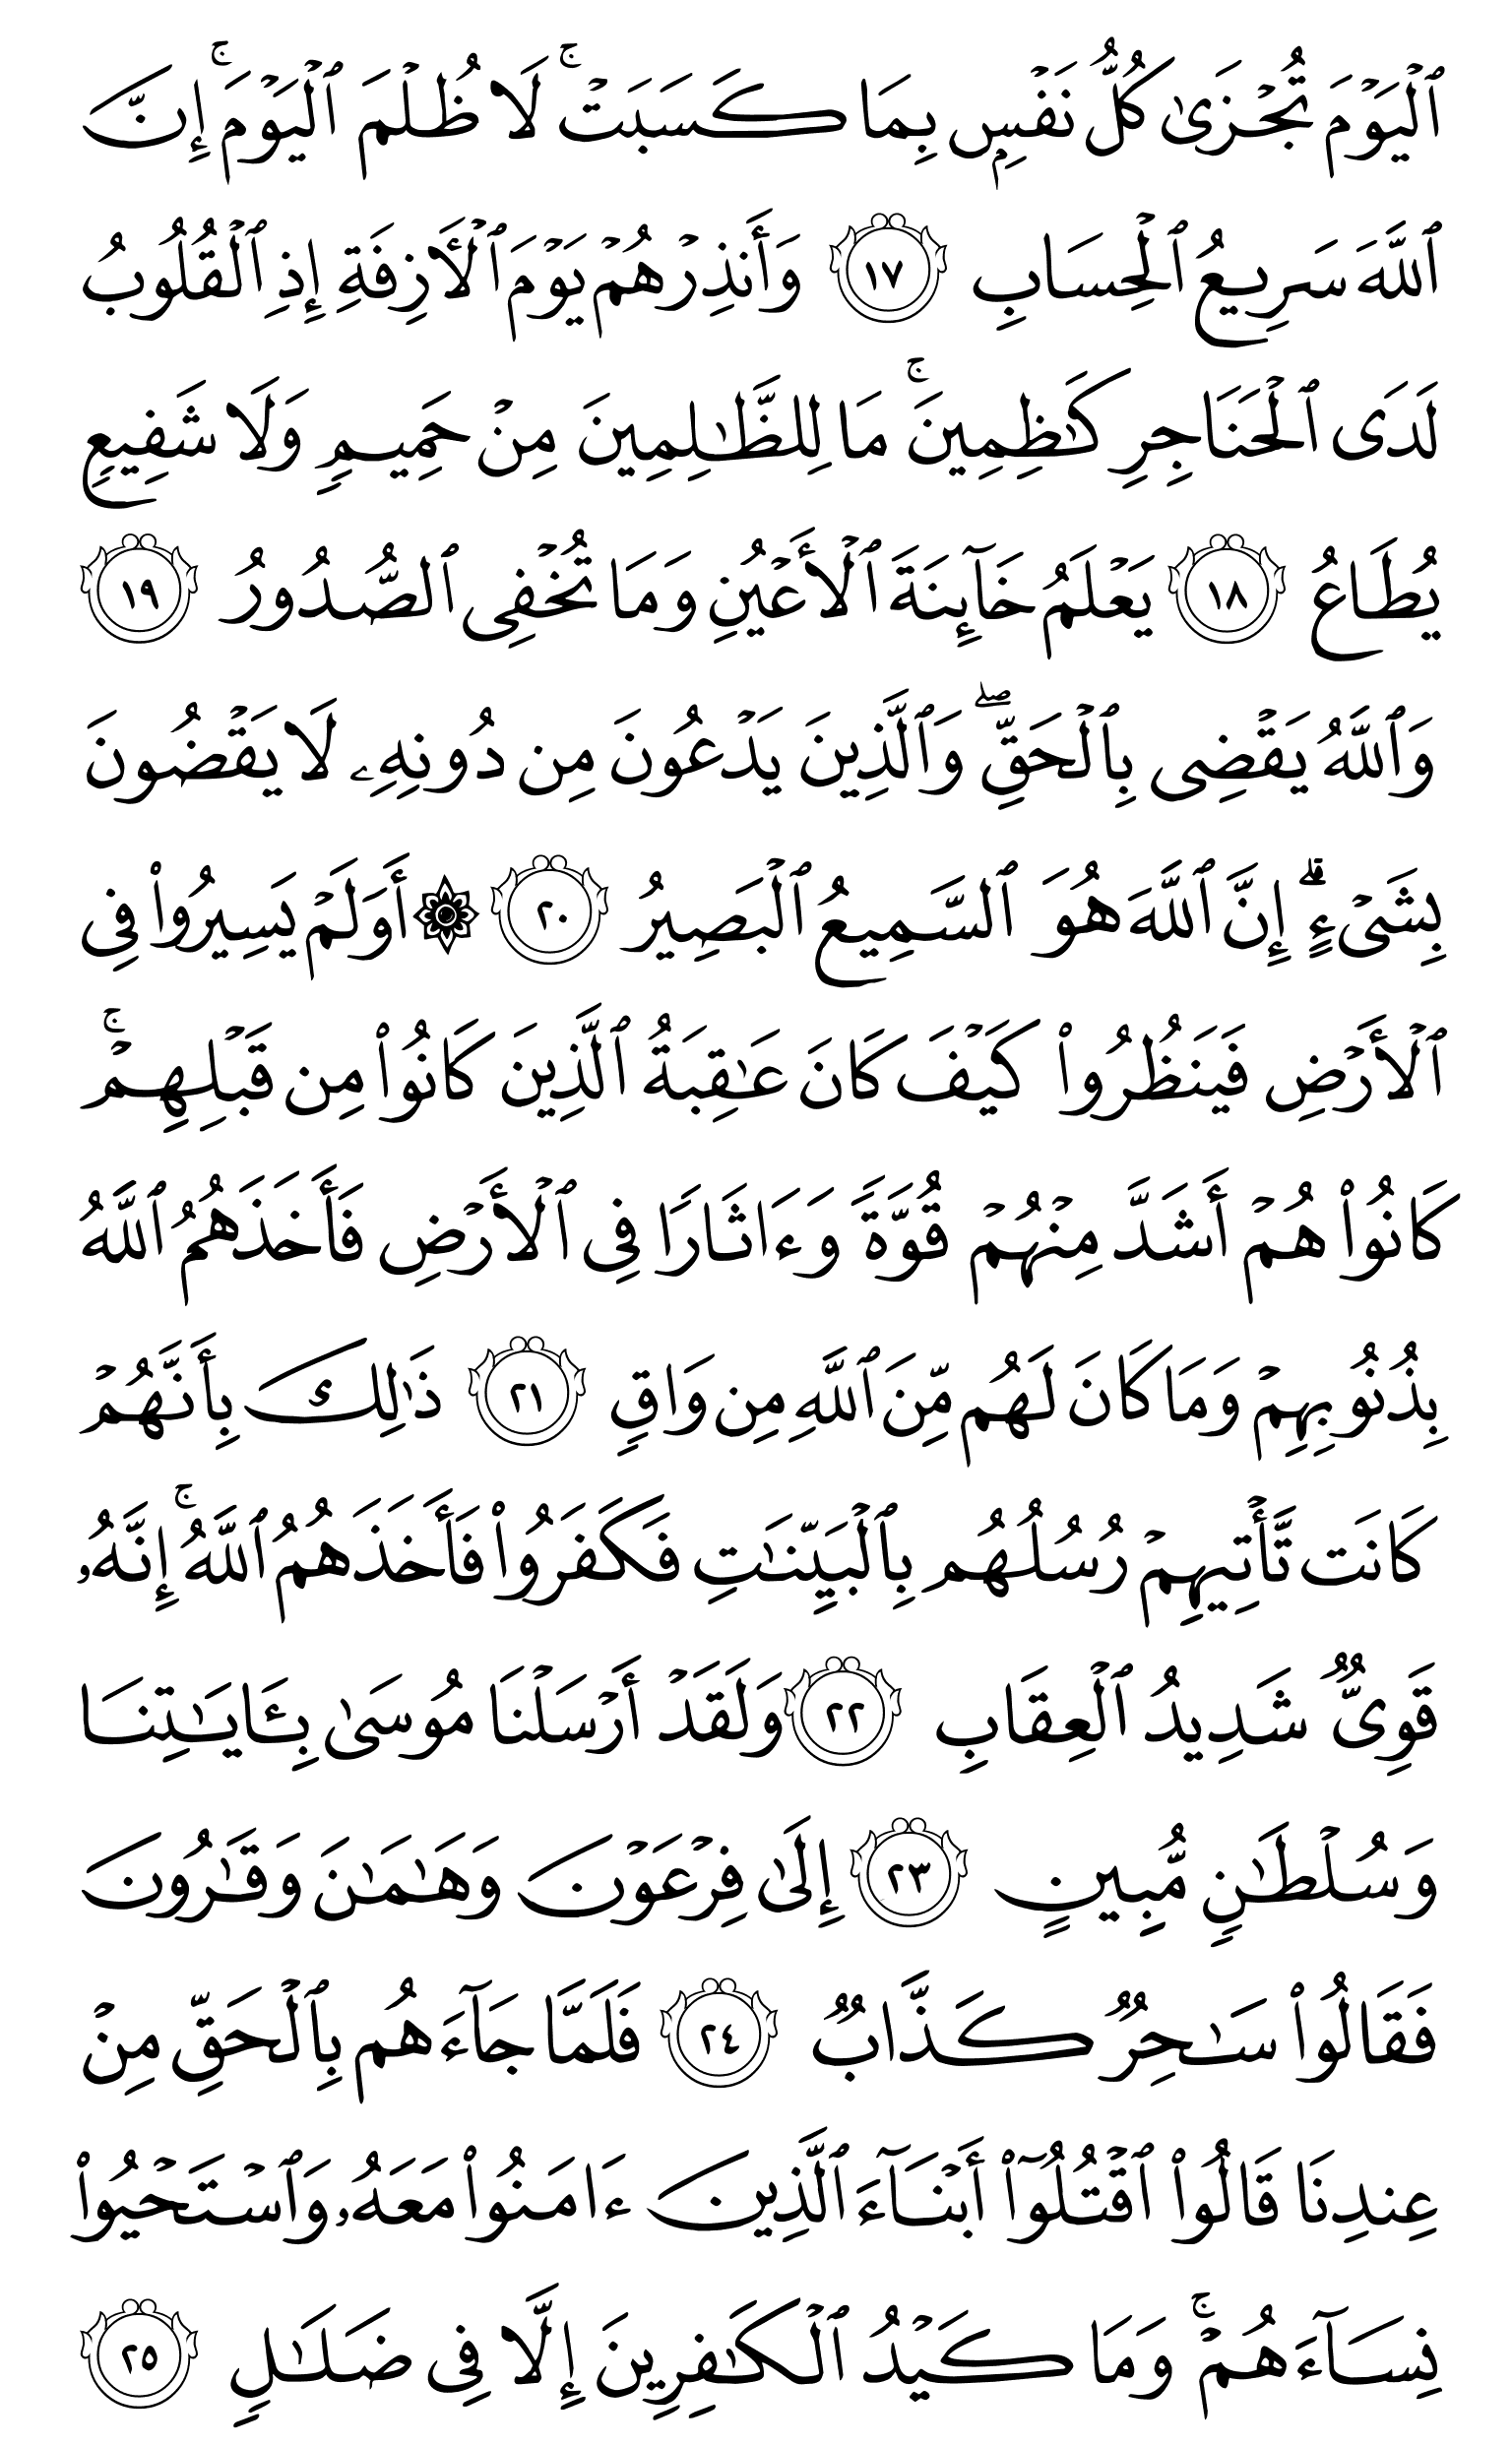 ٱلۡيَوۡمَ تُجۡزَىٰ كُلُّ نَفۡسِۭ بِمَا كَسَبَتۡۚ لَا ظُلۡمَ ٱلۡيَوۡمَۚ إِنَّ
ٱللَّهَ سَرِيعُ ٱلۡحِسَابِ ١٧ وَأَنذِرۡهُمۡ يَوۡمَ ٱلۡأٓزِفَةِ إِذِ ٱلۡقُلُوبُ
لَدَى ٱلۡحَنَاجِرِ كَٰظِمِينَۚ مَا لِلظَّٰلِمِينَ مِنۡ حَمِيمٖ وَلَا شَفِيعٖ
يُطَاعُ ١٨ يَعۡلَمُ خَآئِنَةَ ٱلۡأَعۡيُنِ وَمَا تُخۡفِي ٱلصُّدُورُ ١٩
وَٱللَّهُ يَقۡضِي بِٱلۡحَقِّۖ وَٱلَّذِينَ يَدۡعُونَ مِن دُونِهِۦ لَا يَقۡضُونَ
بِشَيۡءٍۗ إِنَّ ٱللَّهَ هُوَ ٱلسَّمِيعُ ٱلۡبَصِيرُ ٢٠ ۞ أَوَلَمۡ يَسِيرُواْ فِي
ٱلۡأَرۡضِ فَيَنظُرُواْ كَيۡفَ كَانَ عَٰقِبَةُ ٱلَّذِينَ كَانُواْ مِن قَبۡلِهِمۡۚ
كَانُواْ هُمۡ أَشَدَّ مِنۡهُمۡ قُوَّةٗ وَءَاثَارٗا فِي ٱلۡأَرۡضِ فَأَخَذَهُمُ ٱللَّهُ
بِذُنُوبِهِمۡ وَمَا كَانَ لَهُم مِّنَ ٱللَّهِ مِن وَاقٖ ٢١ ذَٰلِكَ بِأَنَّهُمۡ
كَانَت تَّأۡتِيهِمۡ رُسُلُهُم بِٱلۡبَيِّنَٰتِ فَكَفَرُواْ فَأَخَذَهُمُ ٱللَّهُۚ إِنَّهُۥ
قَوِيّٞ شَدِيدُ ٱلۡعِقَابِ ٢٢ وَلَقَدۡ أَرۡسَلۡنَا مُوسَىٰ بِـَٔايَٰتِنَا
وَسُلۡطَٰنٖ مُّبِينٍ ٢٣ إِلَىٰ فِرۡعَوۡنَ وَهَٰمَٰنَ وَقَٰرُونَ
فَقَالُواْ سَٰحِرٞ كَذَّابٞ ٢٤ فَلَمَّا جَآءَهُم بِٱلۡحَقِّ مِنۡ
عِندِنَا قَالُواْ ٱقۡتُلُوٓاْ أَبۡنَآءَ ٱلَّذِينَ ءَامَنُواْ مَعَهُۥ وَٱسۡتَحۡيُواْ
نِسَآءَهُمۡۚ وَمَا كَيۡدُ ٱلۡكَٰفِرِينَ إِلَّا فِي ضَلَٰلٖ ٢٥